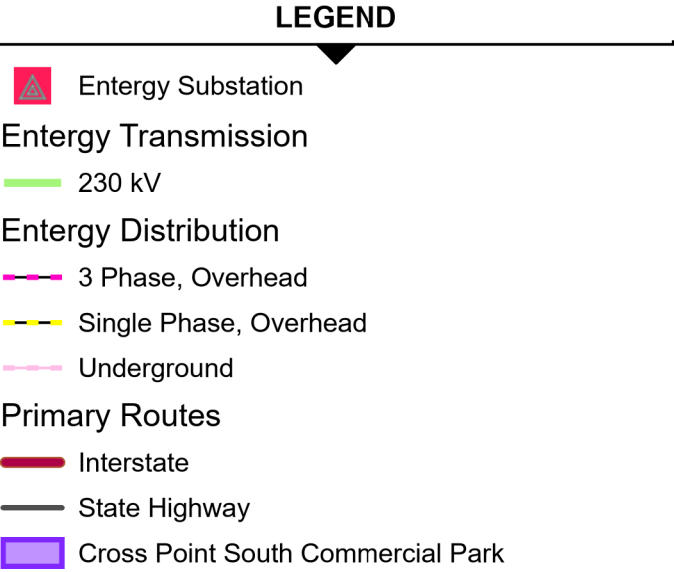 LEGEND
Entergy Substation
Entergy Transmission
230 kV
Entergy Distribution
3 Phase, Overhead
Single Phase, Overhead
Underground
Primary Routes
Interstate
State Highway
Cross Point South Commercial Park